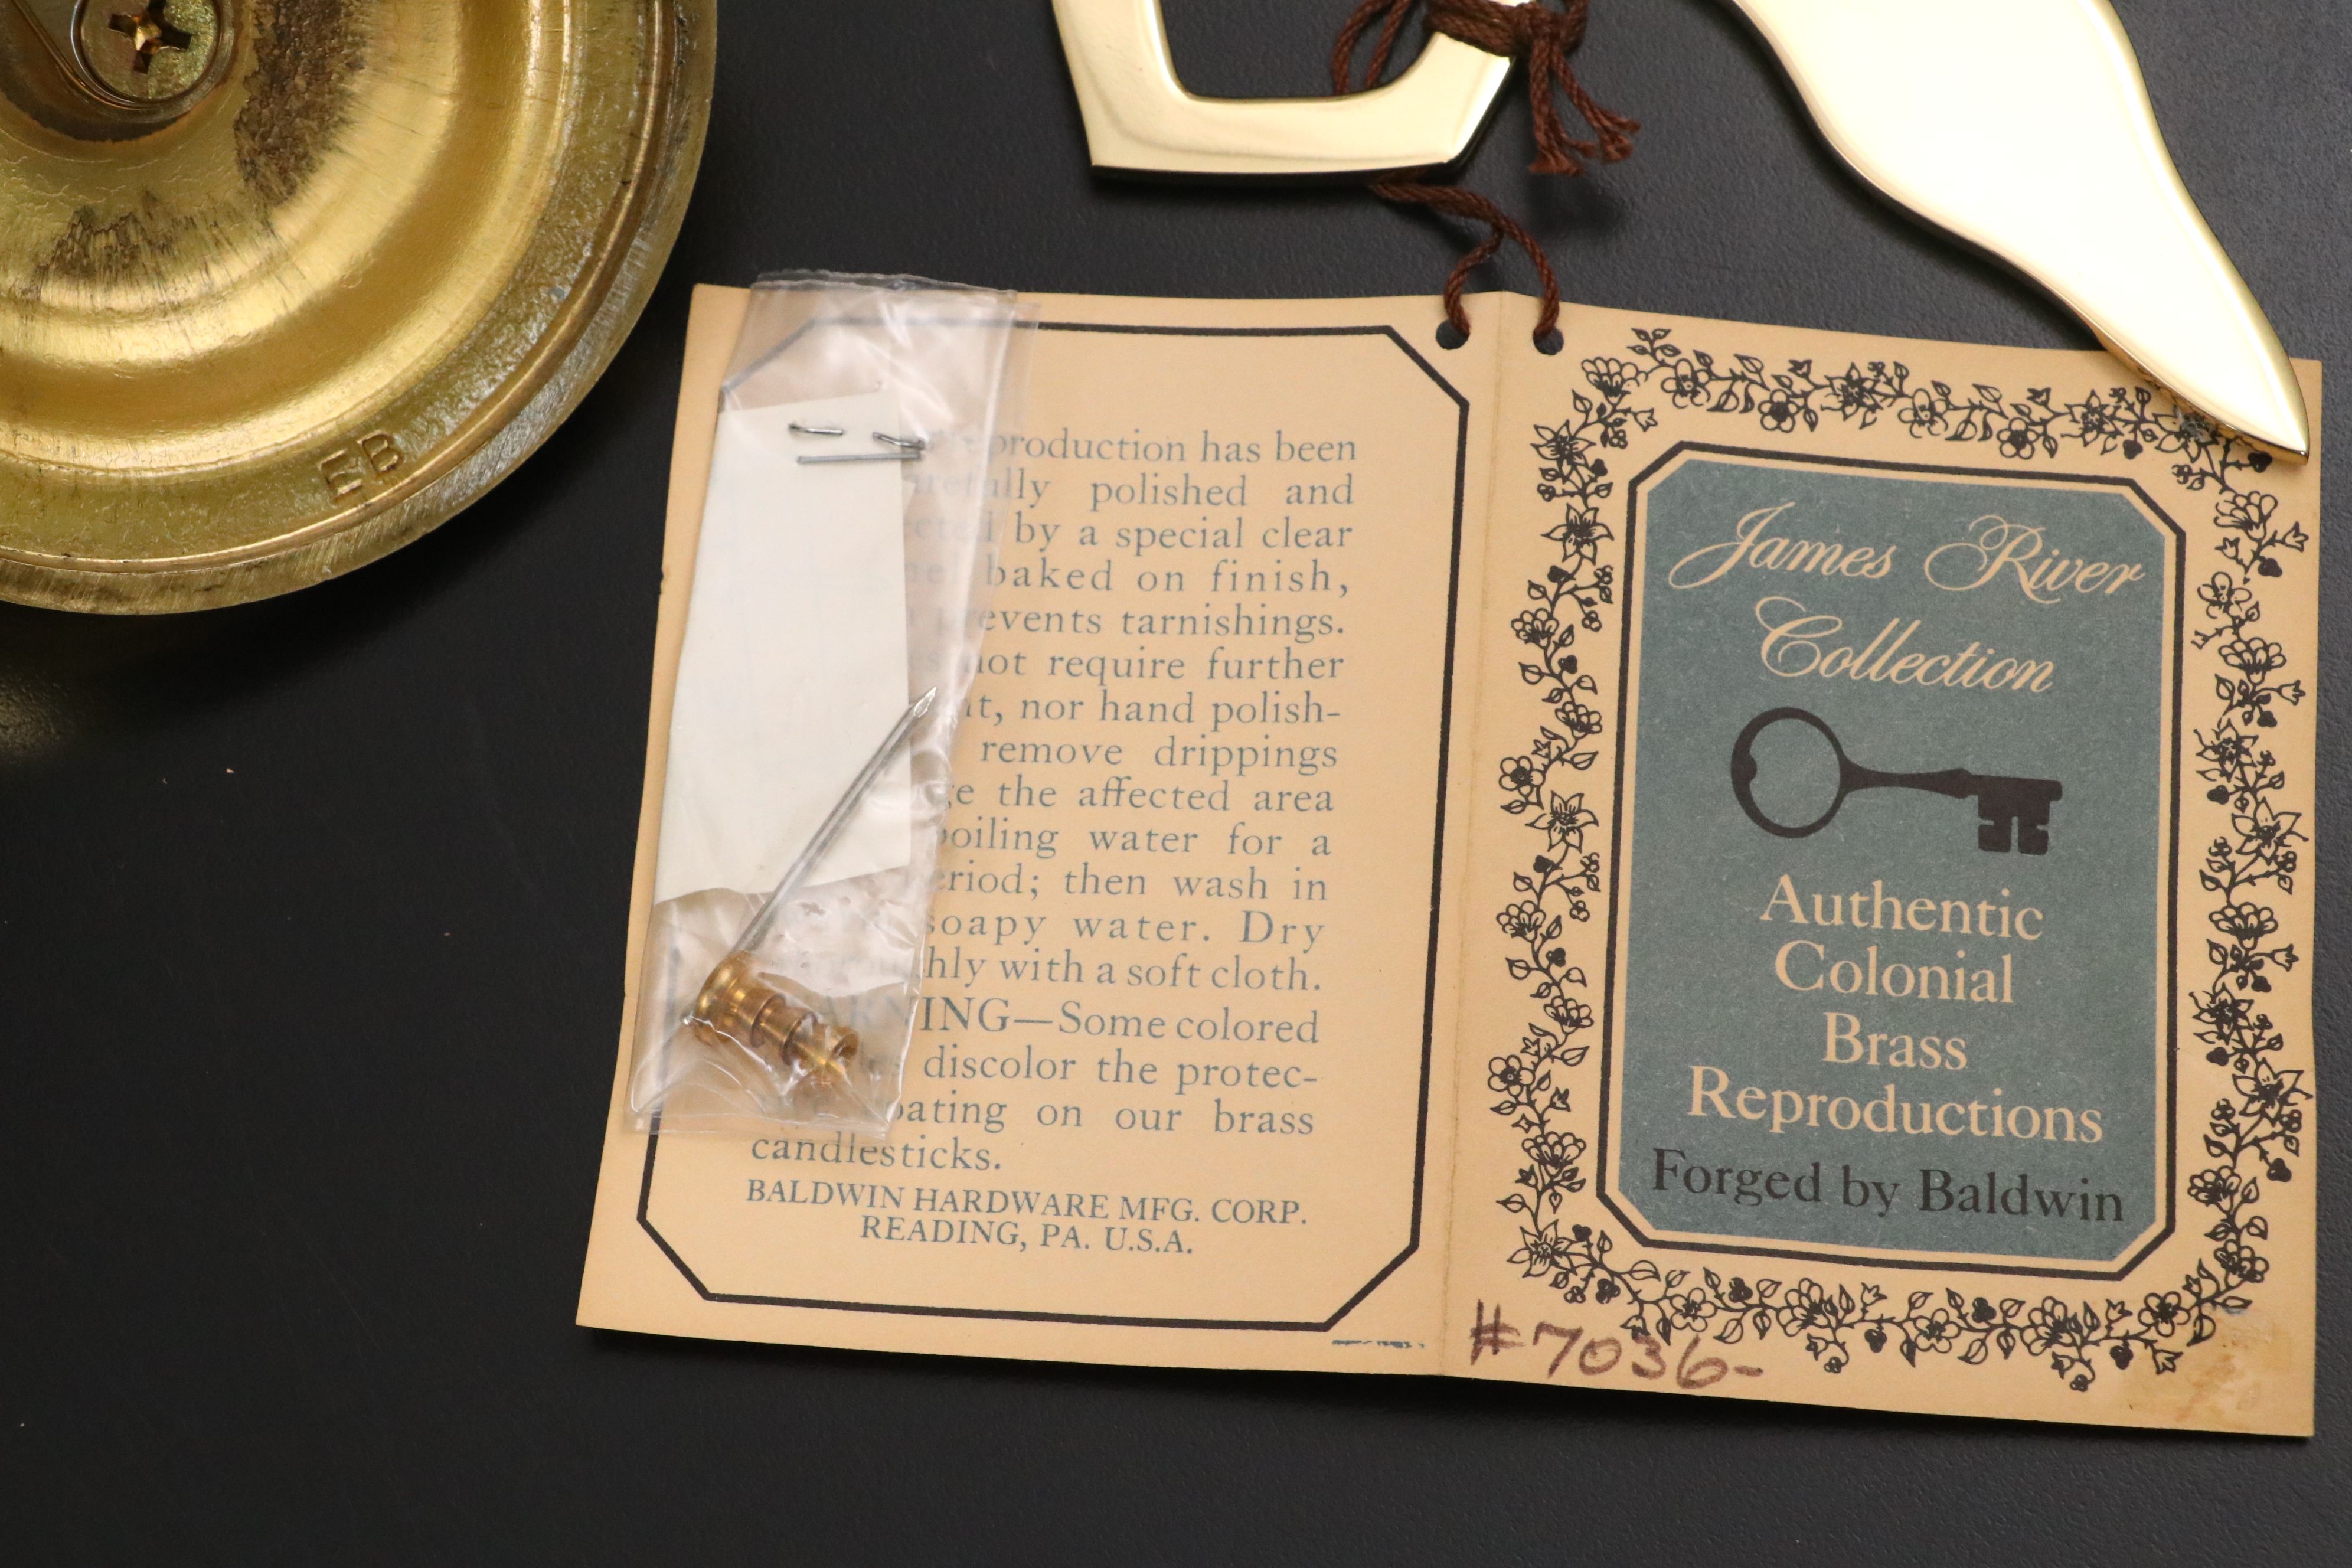 EB
production has been
polished and
by a special clear
baked on finish,
prevents tarnishings.
not require further
nor hand polish-
remove drippings
the affected area
boiling water for a
period; then wash in
soapy water. Dry
with a soft cloth.
WARNING—Some colored
discolor the protec-
coating on our brass
candlesticks.
BALDWIN HARDWARE MFG. CORP.
READING, PA. U.S.A.
James River
Collection
Authentic
Colonial
Brass
Reproductions
Forged by Baldwin
#7036-